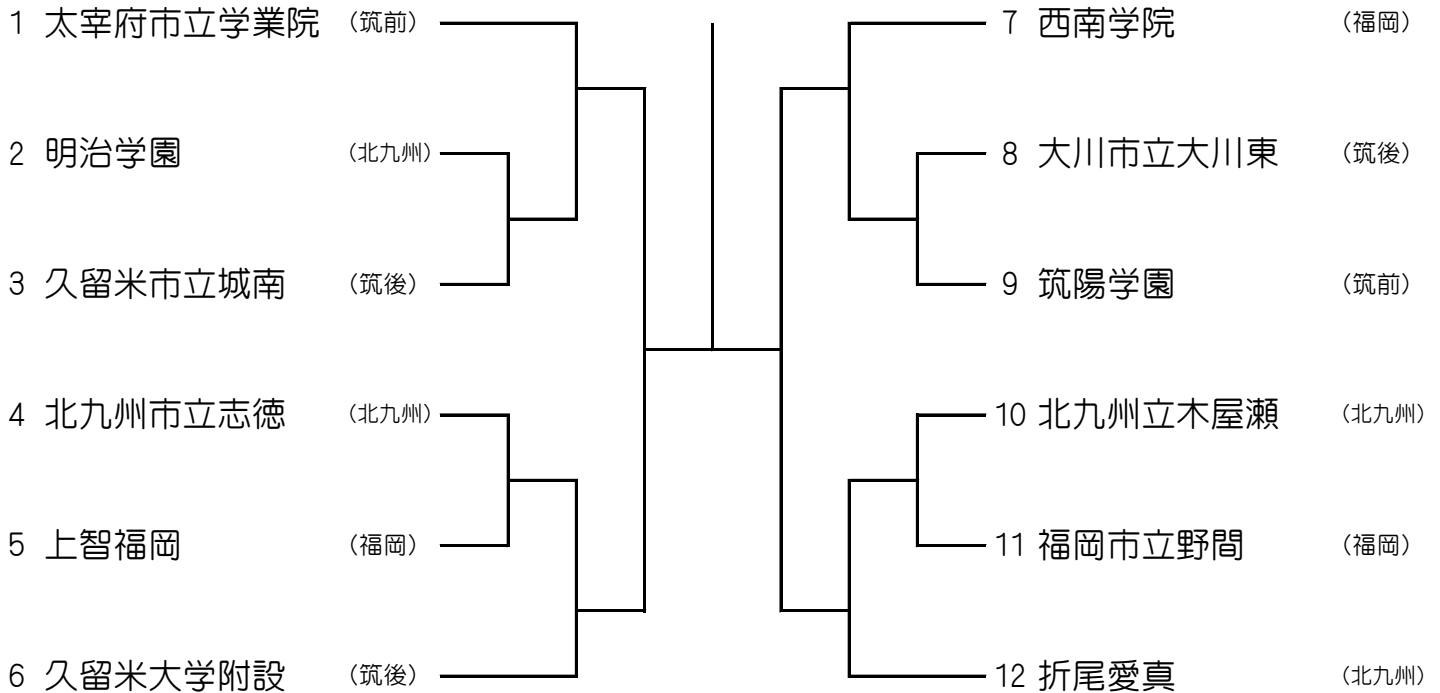 1 太宰府市立学業院 (筑前)
2 明治学園 (北九州)
3 久留米市立城南 (筑後)
4 北九州市立志徳 (北九州)
5 上智福岡 (福岡)
6 久留米大学附設 (筑後)
7 西南学院 (福岡)
8 大川市立大川東 (筑後)
9 筑陽学園 (筑前)
10 北九州立木屋瀬 (北九州)
11 福岡市立野間 (福岡)
12 折尾愛真 (北九州)